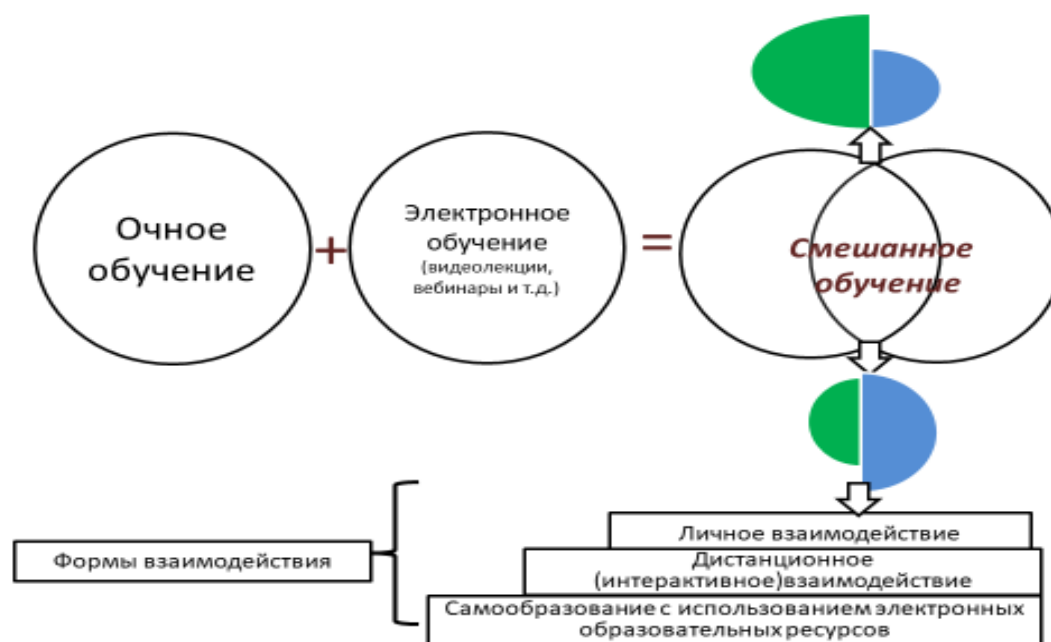 Очное
обучение
+
Электронное
обучение
(видеолекции,
вебинары и т.д.)
=
Смешанное
обучение
Формы взаимодействия
Личное взаимодействие
Дистанционное
(интерактивное)взаимодействие
Самообразование с использованием электронных
образовательных ресурсов